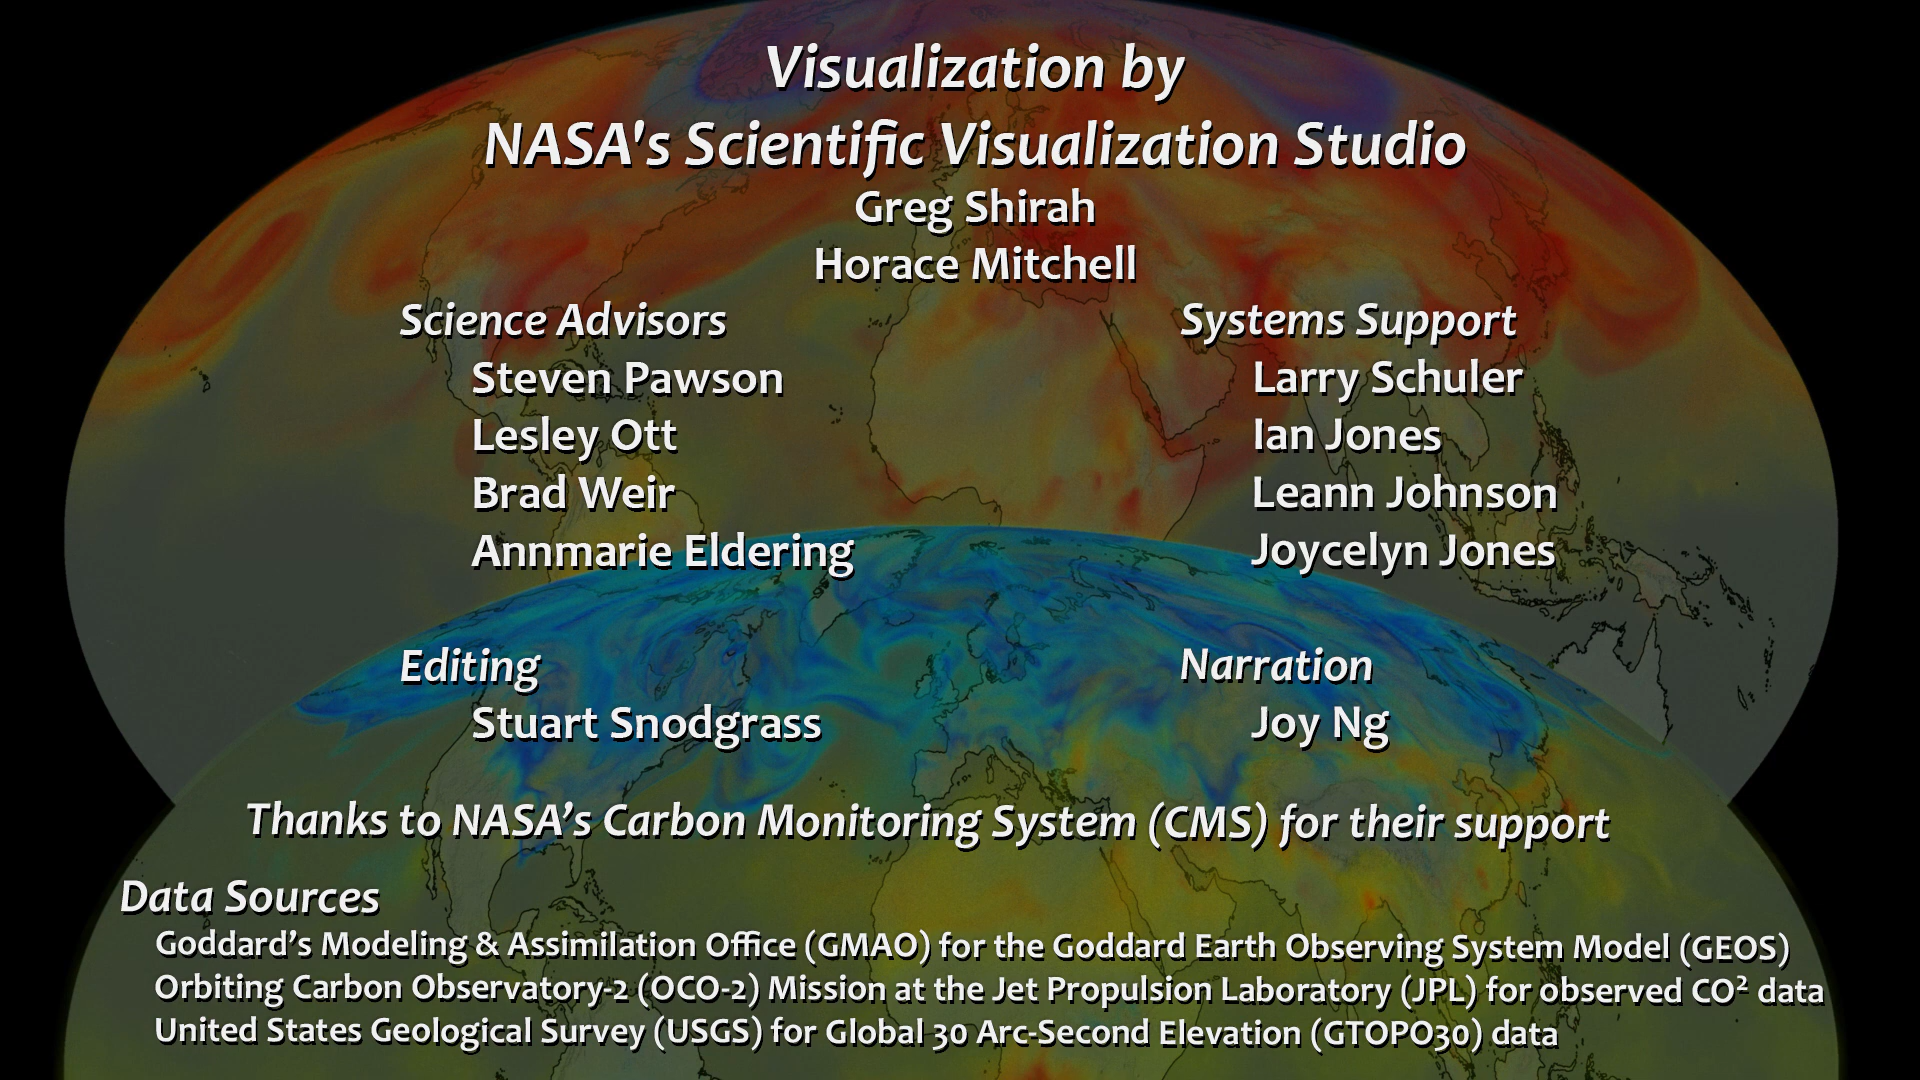 Visualization by
NASA's Scientific Visualization Studio
Greg Shirah
Horace Mitchell
Science Advisors
Steven Pawson
Lesley Ott
Brad Weir
Annmarie Eldering
Systems Support
Larry Schuler
Ian Jones
Leann Johnson
Joycelyn Jones
Editing
Stuart Snodgrass
Narration
Joy Ng
Thanks to NASA’s Carbon Monitoring System (CMS) for their support
Data Sources
Goddard’s Modeling & Assimilation Office (GMAO) for the Goddard Earth Observing System Model (GEOS)
Orbiting Carbon Observatory-2 (OCO-2) Mission at the Jet Propulsion Laboratory (JPL) for observed CO² data
United States Geological Survey (USGS) for Global 30 Arc-Second Elevation (GTOPO30) data